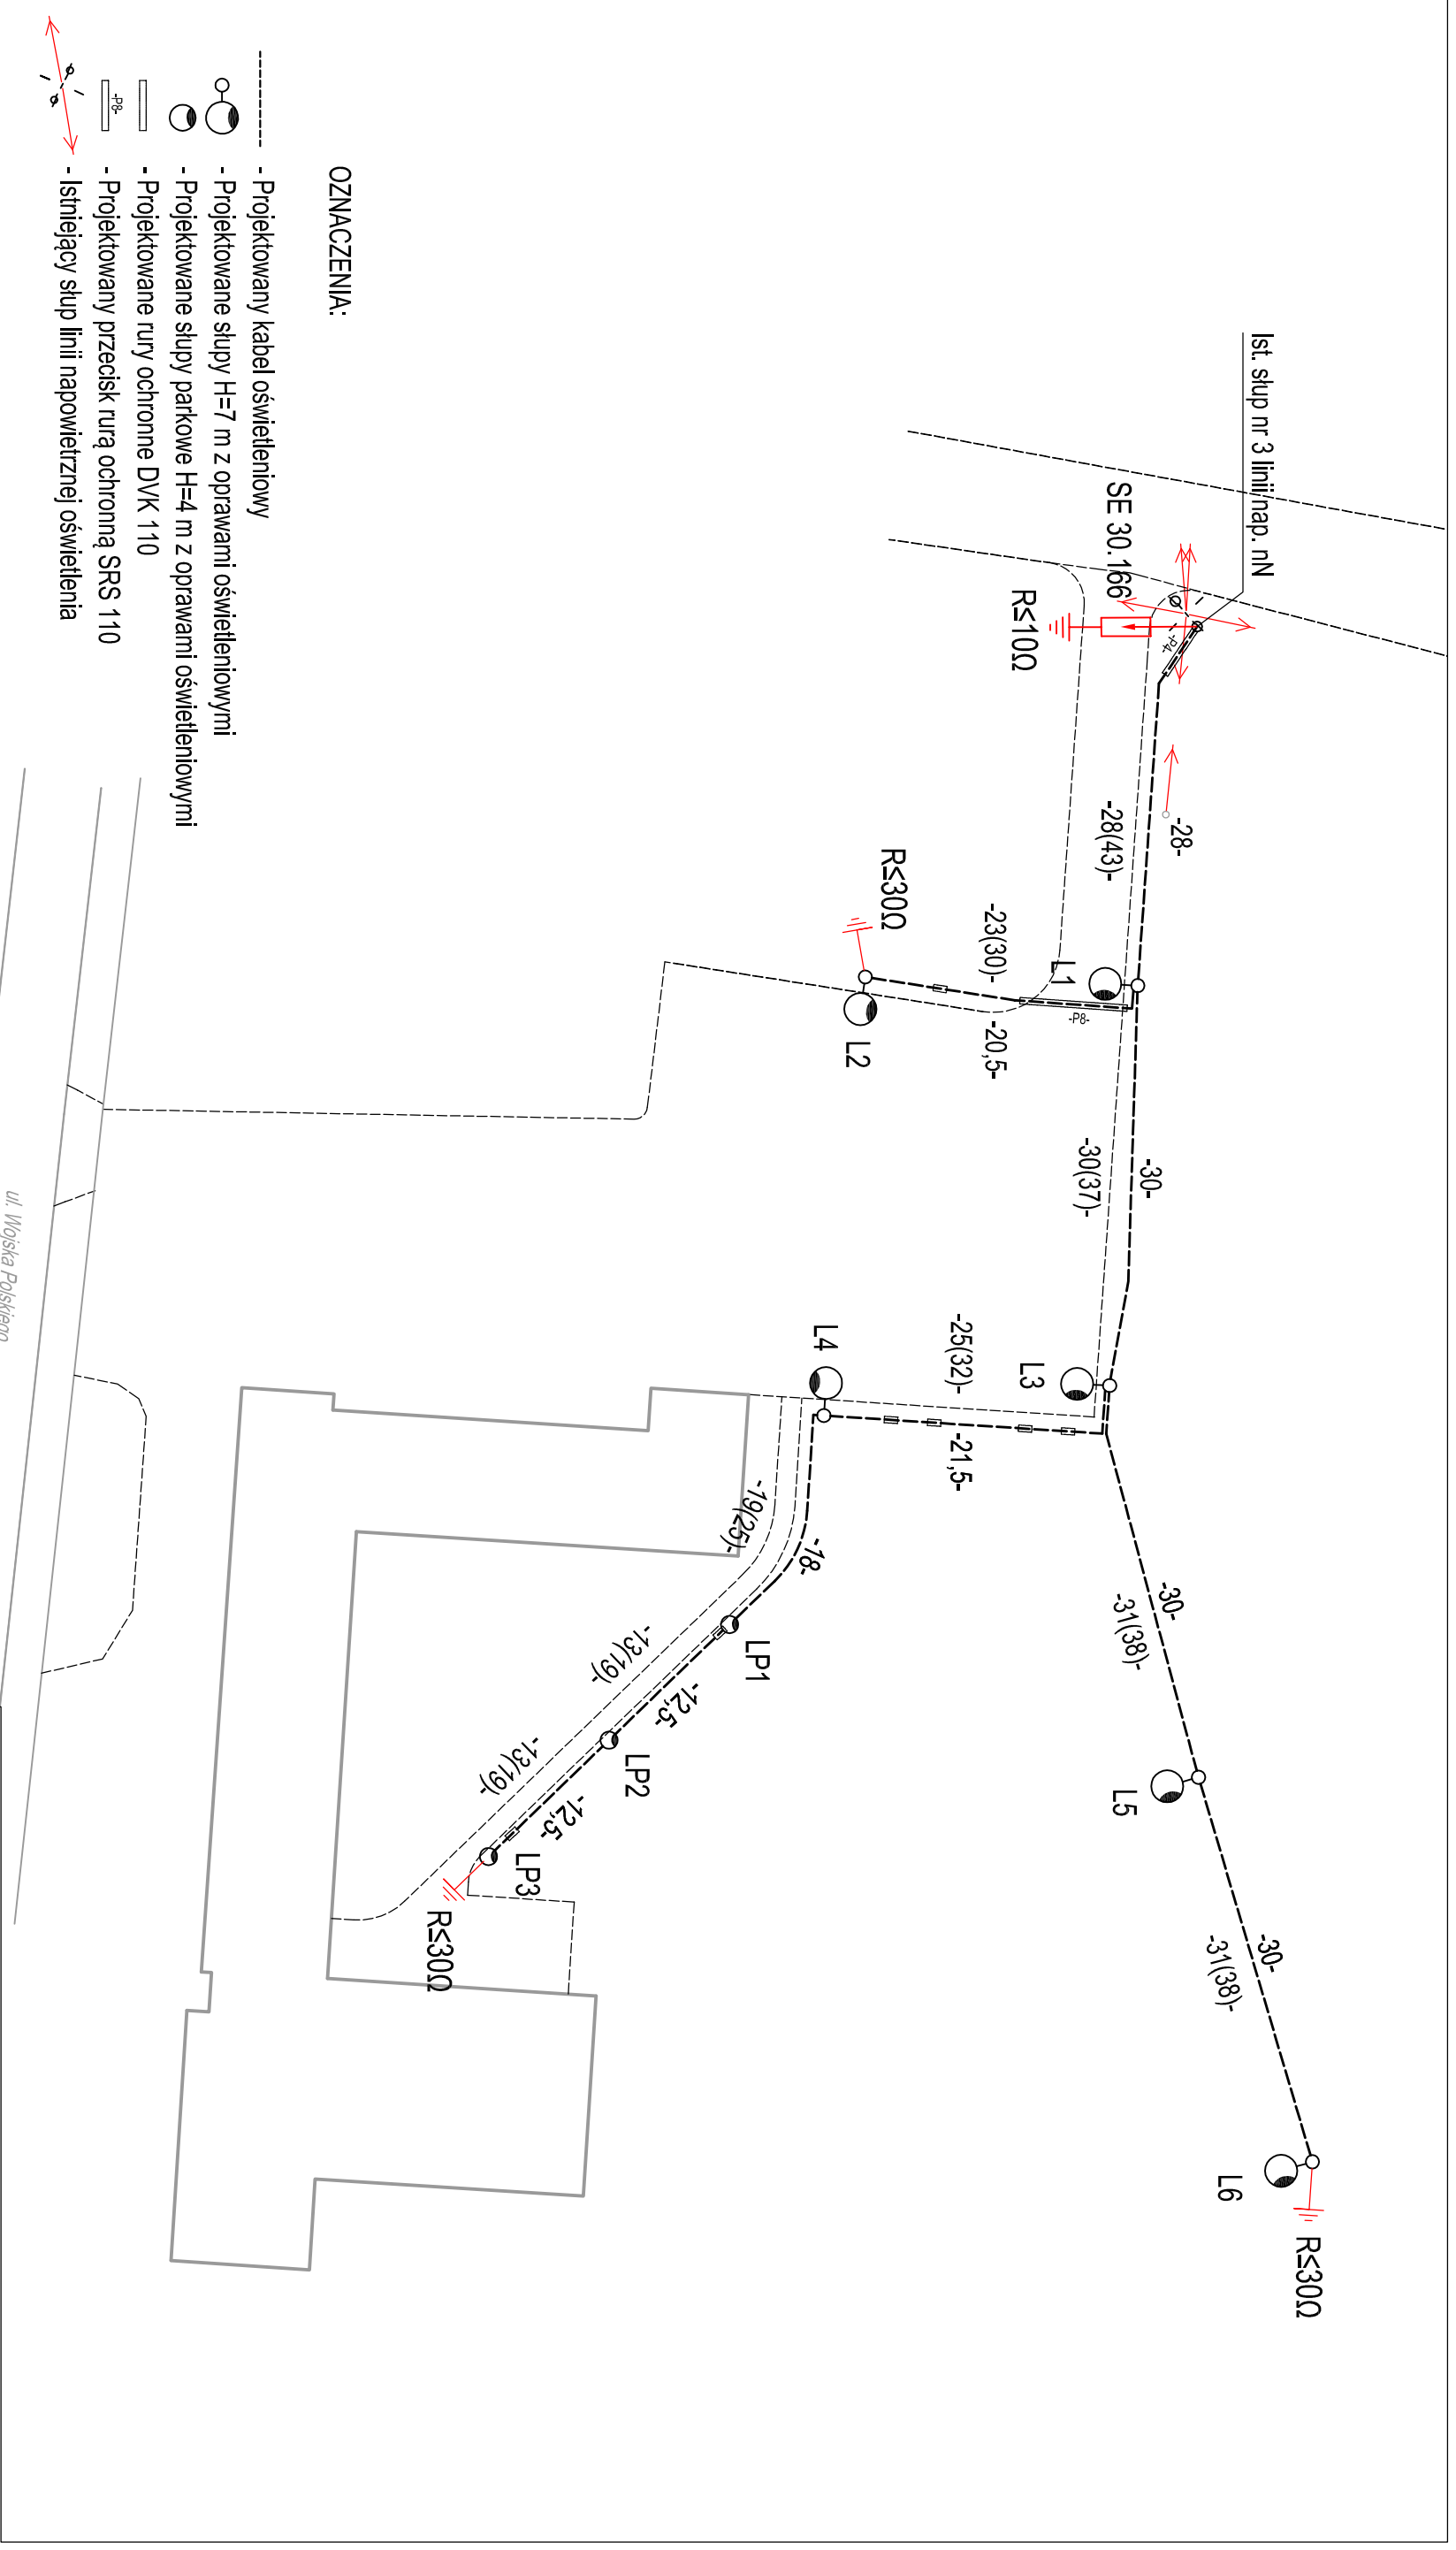 Ist. słup nr 3 linii nap. nN
SE 30.166
R≤10Ω
-P4-
-28-
-28(43)-
L1
-P8-
-23(30)-
-20,5-
R≤30Ω
L2
-30-
-30(37)-
L3
-25(32)-
-21,5-
L4
-19(25)-
-18-
LP1
-13(19)-
-12,5-
LP2
-13(19)-
-12,5-
LP3
R≤30Ω
-30-
-31(38)-
L5
-30-
-31(38)-
L6
R≤30Ω
OZNACZENIA:
- Projektowany kabel oświetleniowy
- Projektowane słupy H=7 m z oprawami oświetleniowymi
- Projektowane słupy parkowe H=4 m z oprawami oświetleniowymi
- Projektowane rury ochronne DVK 110
-P8- - Projektowany przecisk rurą ochronną SRS 110
- Istniejący słup linii napowietrznej oświetlenia
ul. Wojska Polskiego